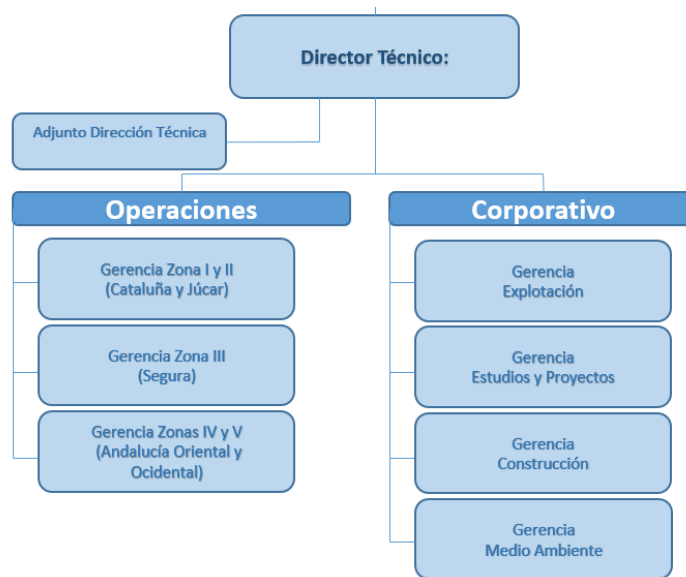 Director Técnico:
Adjunto Dirección Técnica
Operaciones
Gerencia Zona I y II
(Cataluña y Júcar)
Gerencia Zona III
(Segura)
Gerencia Zonas IV y V
(Andalucía Oriental y
Ocidental)
Corporativo
Gerencia
Explotación
Gerencia
Estudios y Proyectos
Gerencia
Construcción
Gerencia
Medio Ambiente